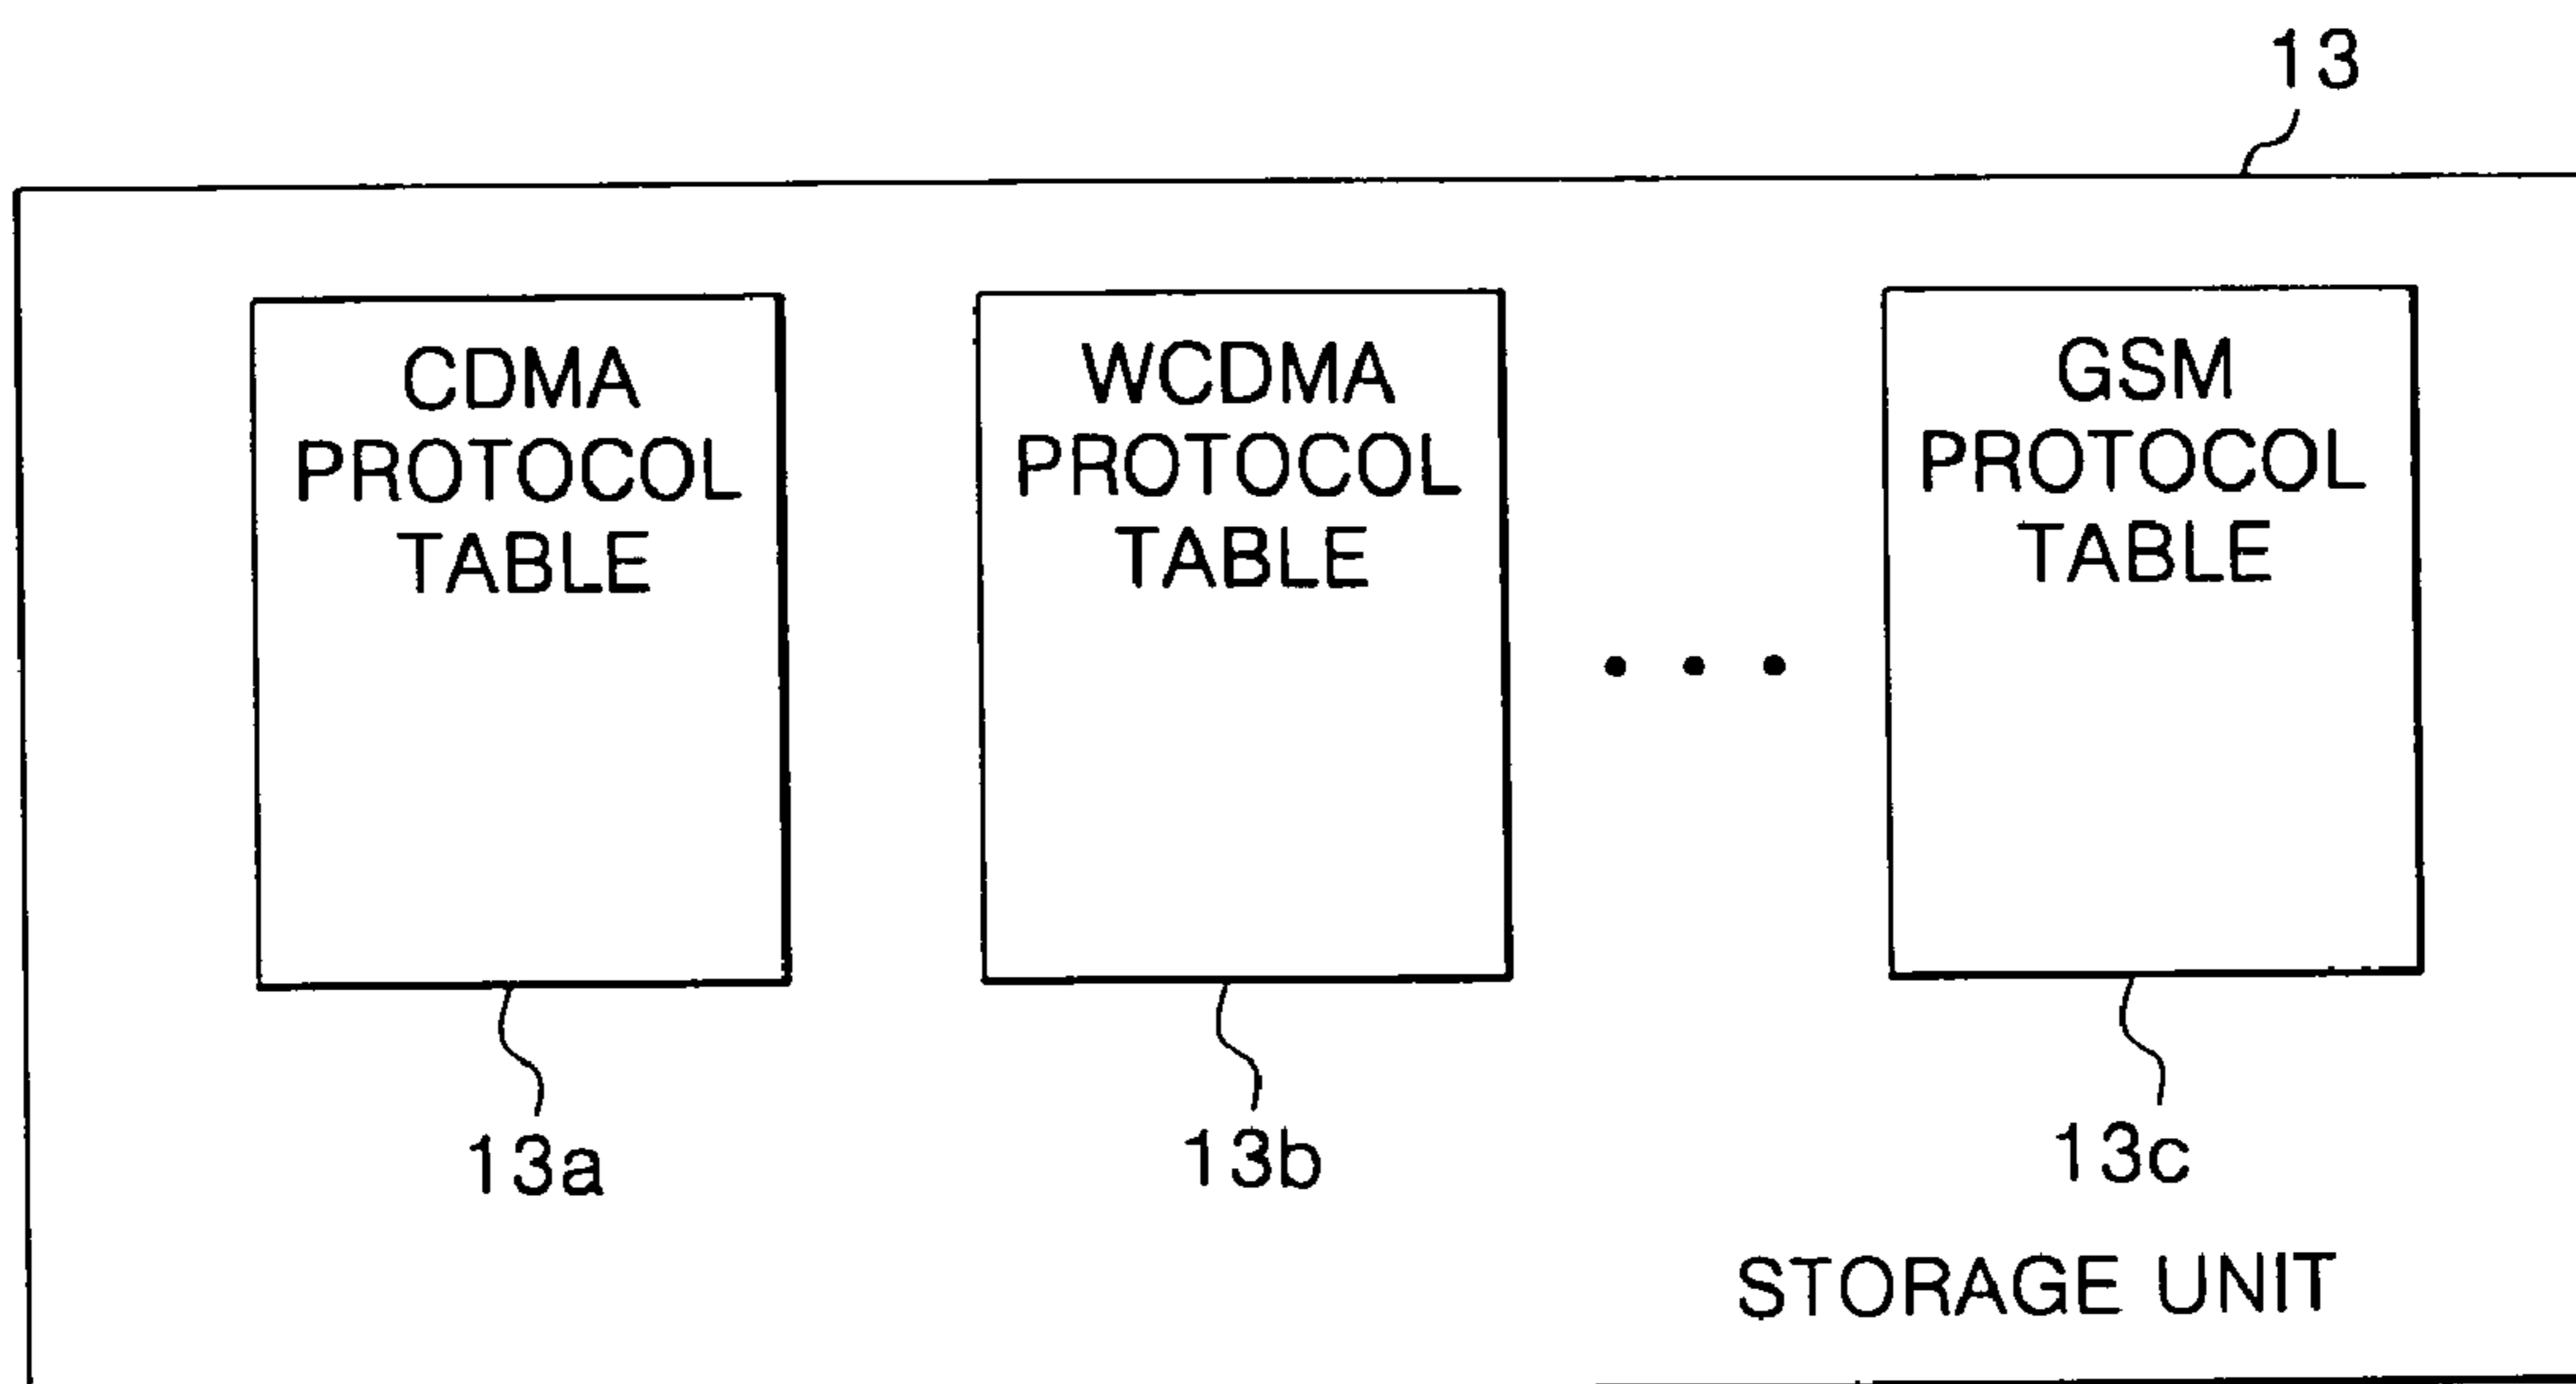 13
CDMA
PROTOCOL
TABLE
WCDMA
PROTOCOL
TABLE
GSM
PROTOCOL
TABLE
13a
13b
13c
STORAGE UNIT